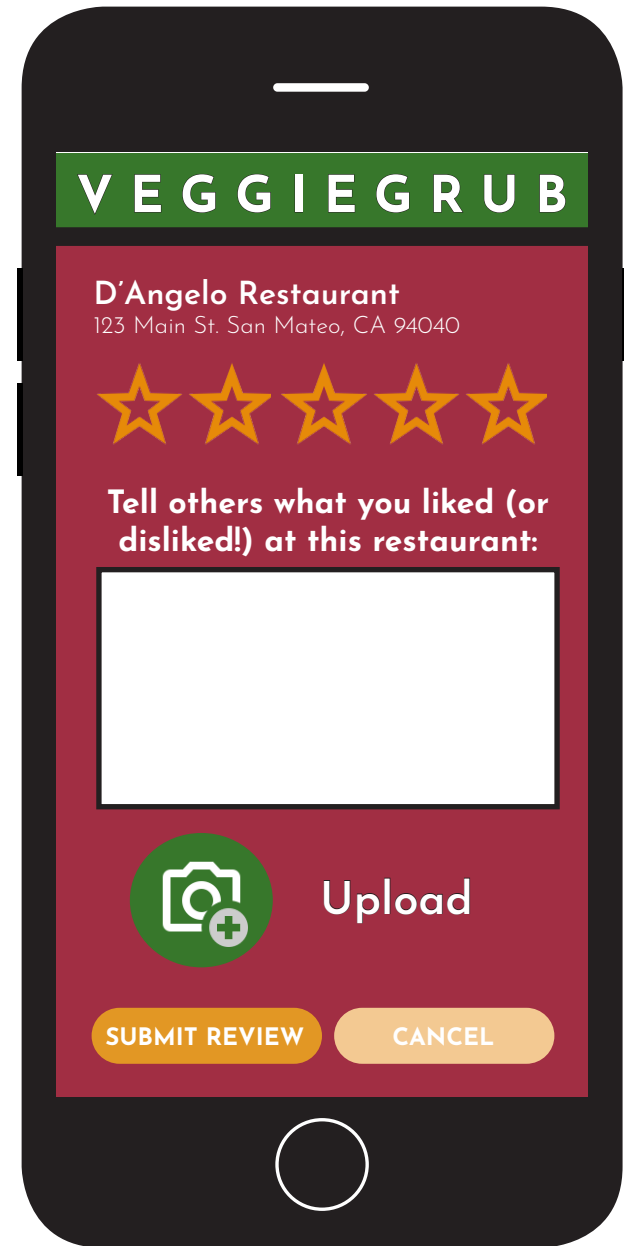 VEGGIEGRUB
D’Angelo Restaurant
123 Main St. San Mateo, CA 94040
Tell others what you liked (or
disliked!) at this restaurant:
Upload
SUBMIT REVIEW
CANCEL